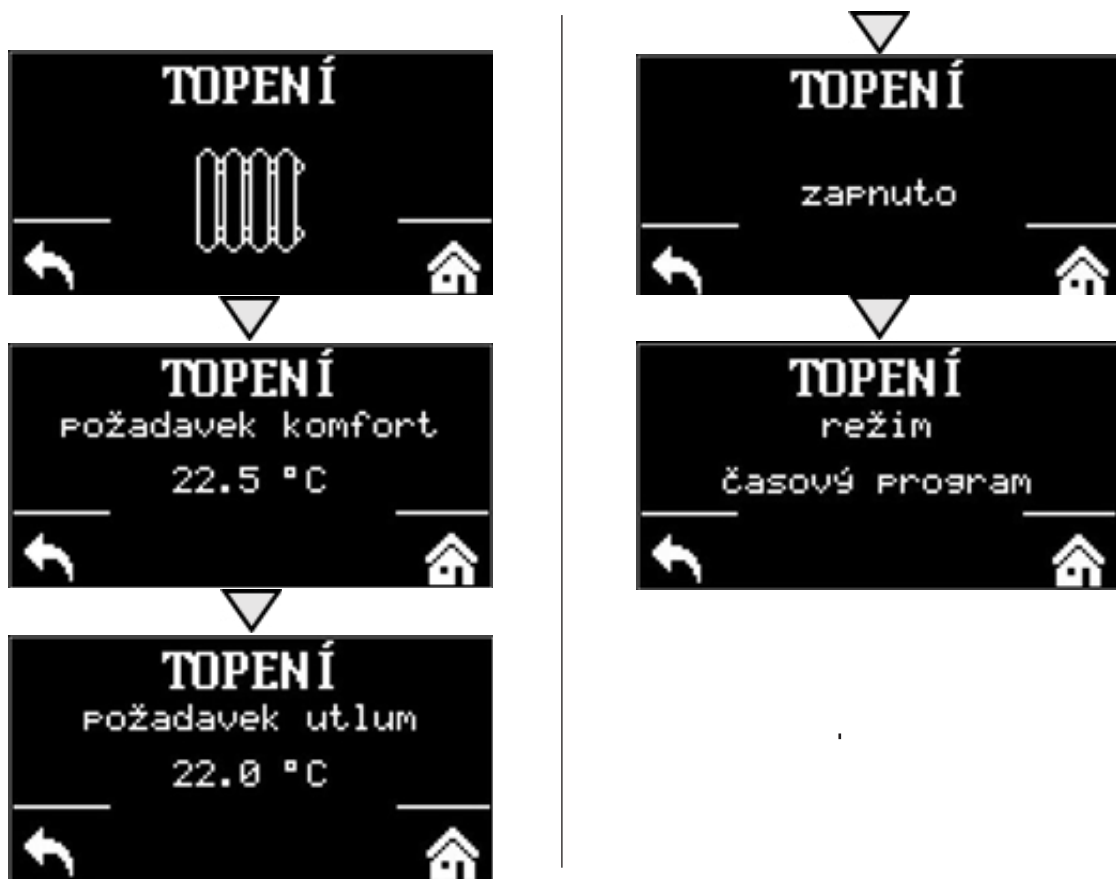 TOPENÍ
TOPENÍ
požadavek komfort
22.5 °C
TOPENÍ
požadavek utlum
22.0 °C
TOPENÍ
zapnuto
TOPENÍ
režim
časový program